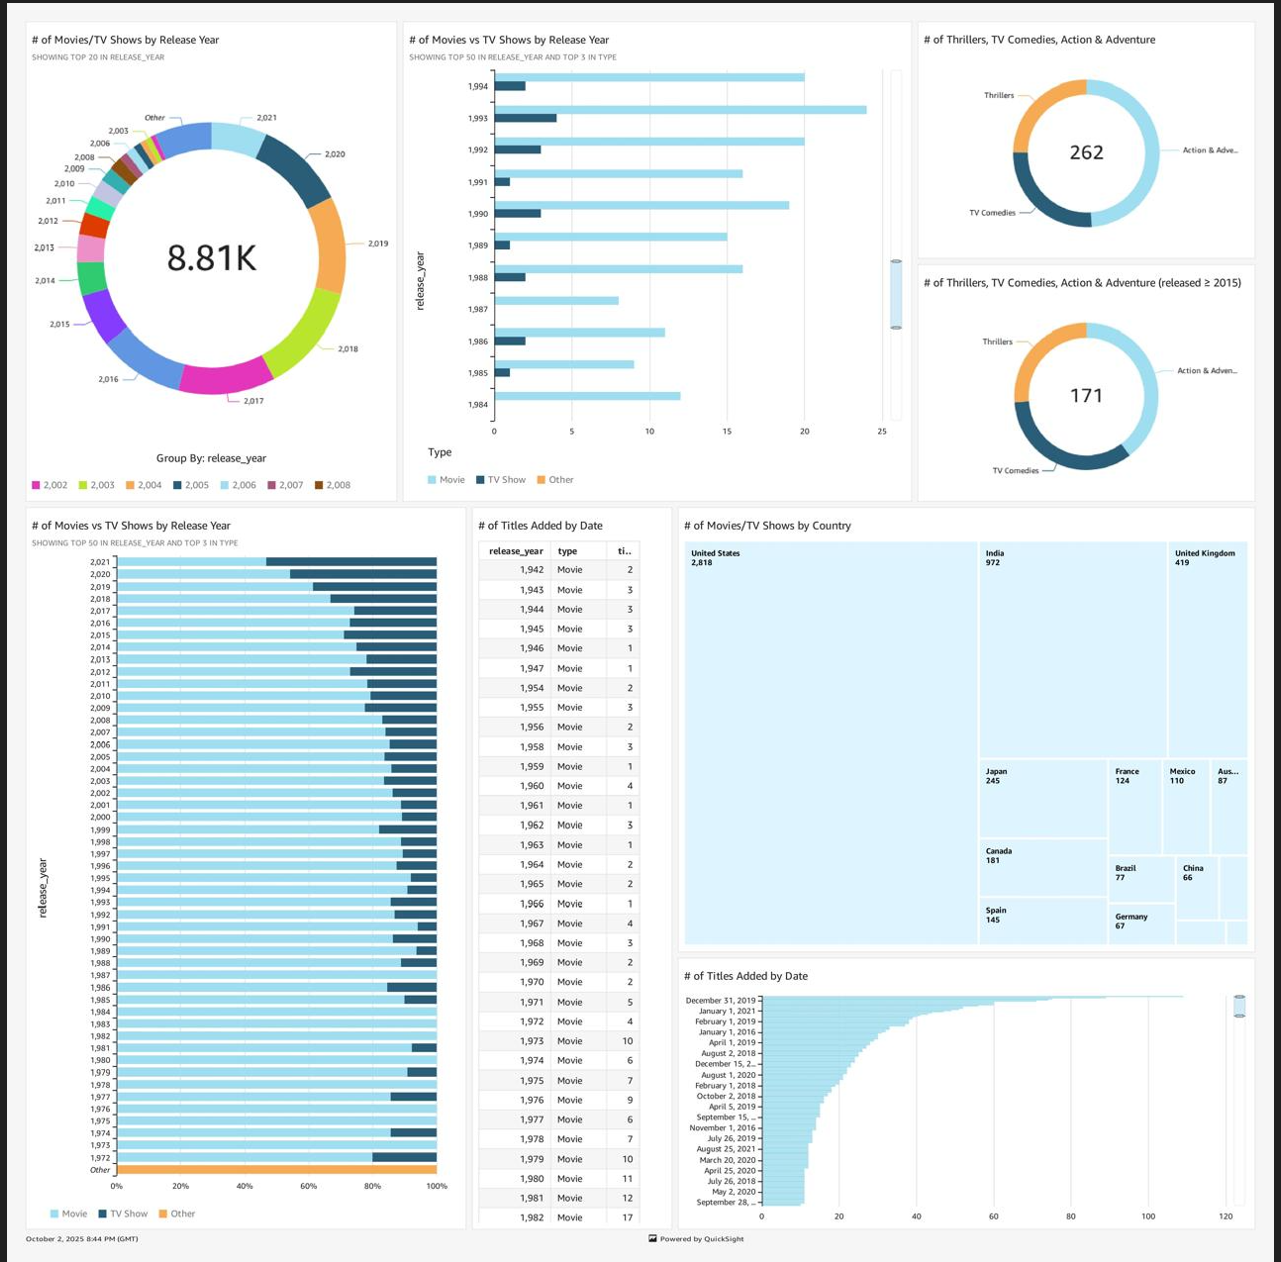 # of Movies/TV Shows by Release Year
SHOWING TOP 20 IN RELEASE_YEAR
Other
2,021
2,003
2,006
2,020
2,008
2,009
2,010
2,011
2,012
2,019
2,013
2,014
2,015
2,018
2,016
2,017
8.81K
Group By: release_year
2,002 2,003 2,004 2,005 2,006 2,007 2,008
# of Movies vs TV Shows by Release Year
SHOWING TOP 50 IN RELEASE_YEAR AND TOP 3 IN TYPE
release_year
1,994
1,993
1,992
1,991
1,990
1,989
1,988
1,987
1,986
1,985
1,984
0 5 10 15 20 25
Type
Movie TV Show Other
# of Thrillers, TV Comedies, Action & Adventure
Thrillers
262
Action & Adve...
TV Comedies
# of Thrillers, TV Comedies, Action & Adventure (released ≥ 2015)
Thrillers
Action & Adven...
171
TV Comedies
# of Movies vs TV Shows by Release Year
SHOWING TOP 50 IN RELEASE_YEAR AND TOP 3 IN TYPE
release_year
2,021
2,020
2,019
2,018
2,017
2,016
2,015
2,014
2,013
2,012
2,011
2,010
2,009
2,008
2,007
2,006
2,005
2,004
2,003
2,002
2,001
2,000
1,999
1,998
1,997
1,996
1,995
1,994
1,993
1,992
1,991
1,990
1,989
1,988
1,987
1,986
1,985
1,984
1,983
1,982
1,981
1,980
1,979
1,978
1,977
1,976
1,975
1,974
1,973
1,972
Other
0% 20% 40% 60% 80% 100%
Movie TV Show Other
# of Titles Added by Date
release_year type ti..
1,942 Movie 2
1,943 Movie 3
1,944 Movie 3
1,945 Movie 3
1,946 Movie 1
1,947 Movie 1
1,954 Movie 2
1,955 Movie 3
1,956 Movie 2
1,958 Movie 3
1,959 Movie 1
1,960 Movie 4
1,961 Movie 1
1,962 Movie 3
1,963 Movie 1
1,964 Movie 2
1,965 Movie 2
1,966 Movie 1
1,967 Movie 4
1,968 Movie 3
1,969 Movie 2
1,970 Movie 2
1,971 Movie 5
1,972 Movie 4
1,973 Movie 10
1,974 Movie 6
1,975 Movie 7
1,976 Movie 9
1,977 Movie 6
1,978 Movie 7
1,979 Movie 10
1,980 Movie 11
1,981 Movie 12
1,982 Movie 17
# of Movies/TV Shows by Country
United States
2,818
India
972
United Kingdom
419
Japan
245
France
124
Mexico
110
Aus...
87
Canada
181
Brazil
77
China
66
Spain
145
Germany
67
# of Titles Added by Date
December 31, 2019
January 1, 2021
February 1, 2019
January 1, 2016
April 1, 2019
August 2, 2018
December 15, 2...
August 1, 2020
February 1, 2018
October 2, 2018
April 5, 2019
September 15, ...
November 1, 2016
July 26, 2019
August 25, 2021
March 20, 2020
April 25, 2020
July 26, 2018
May 2, 2020
September 28, ...
0 20 40 60 80 100 120
October 2, 2025 8:44 PM (GMT)
Powered by QuickSight